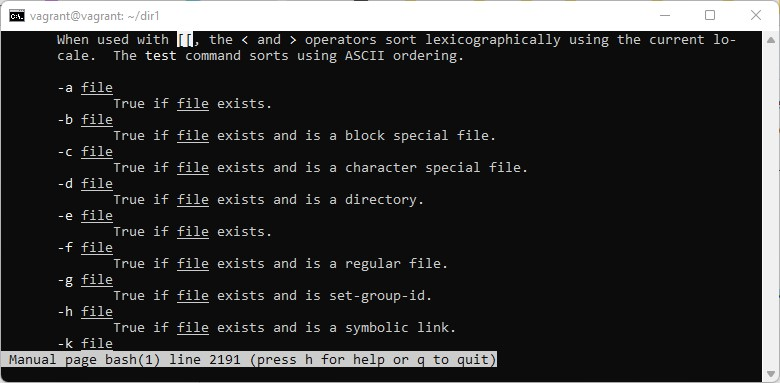 vagrant@vagrant: ~/dir1
When used with [[, the < and > operators sort lexicographically using the current lo-
cale.  The test command sorts using ASCII ordering.
-a file
True if file exists.
-b file
True if file exists and is a block special file.
-c file
True if file exists and is a character special file.
-d file
True if file exists and is a directory.
-e file
True if file exists.
-f file
True if file exists and is a regular file.
-g file
True if file exists and is set-group-id.
-h file
True if file exists and is a symbolic link.
-k file
Manual page bash(1) line 2191 (press h for help or q to quit)